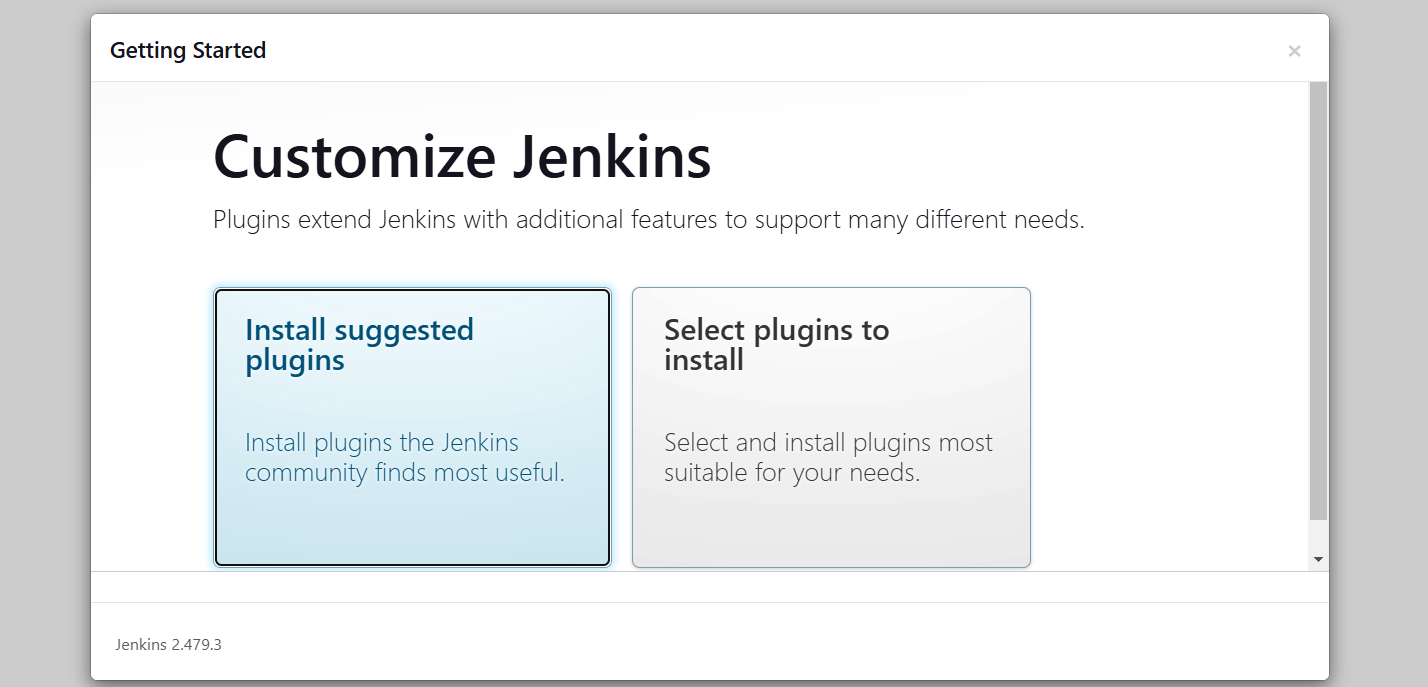 Getting Started
×
Customize Jenkins
Plugins extend Jenkins with additional features to support many different needs.
Install suggested
plugins
Install plugins the Jenkins
community finds most useful.
Select plugins to
install
Select and install plugins most
suitable for your needs.
Jenkins 2.479.3